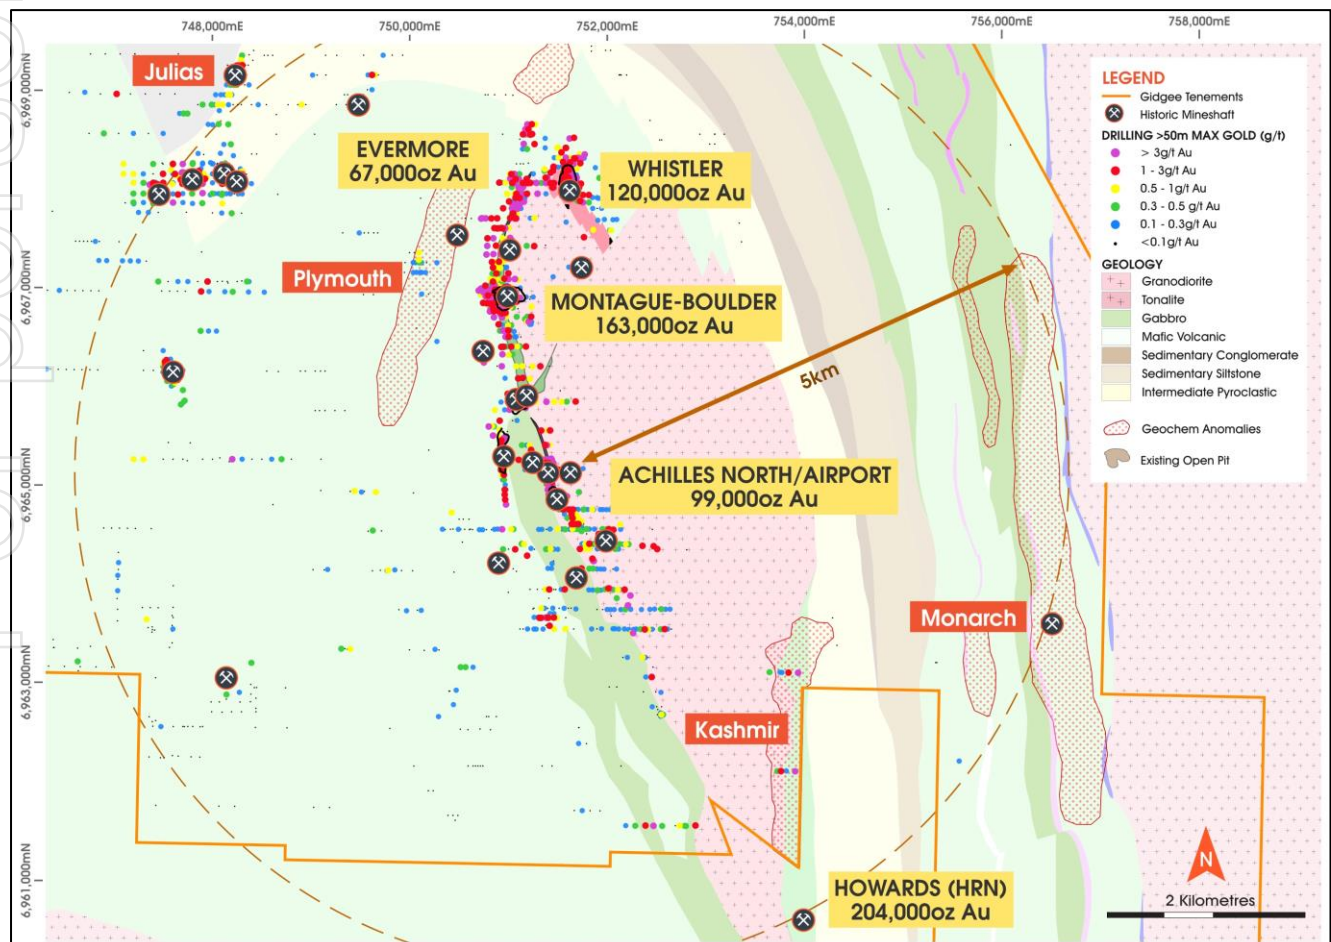 748,000mE
750,000mE
752,000mE
754,000mE
756,000mE
758,000mE
6,969,000mN
6,967,000mN
6,965,000mN
6,963,000mN
6,961,000mN
Julias
EVERMORE
67,000oz Au
WHISTLER
120,000oz Au
Plymouth
MONTAGUE-BOULDER
163,000oz Au
5km
ACHILLES NORTH/AIRPORT
99,000oz Au
Monarch
Kashmir
HOWARDS (HRN)
204,000oz Au
LEGEND
Gidgee Tenements
Historic Mineshaft
DRILLING >50m MAX GOLD (g/t)
> 3g/t Au
1 - 3g/t Au
0.5 - 1g/t Au
0.3 - 0.5 g/t Au
0.1 - 0.3g/t Au
<0.1g/t Au
GEOLOGY
Granodiorite
Tonalite
Gabbro
Mafic Volcanic
Sedimentary Conglomerate
Sedimentary Siltstone
Intermediate Pyroclastic
Geochem Anomalies
Existing Open Pit
N
2 Kilometres